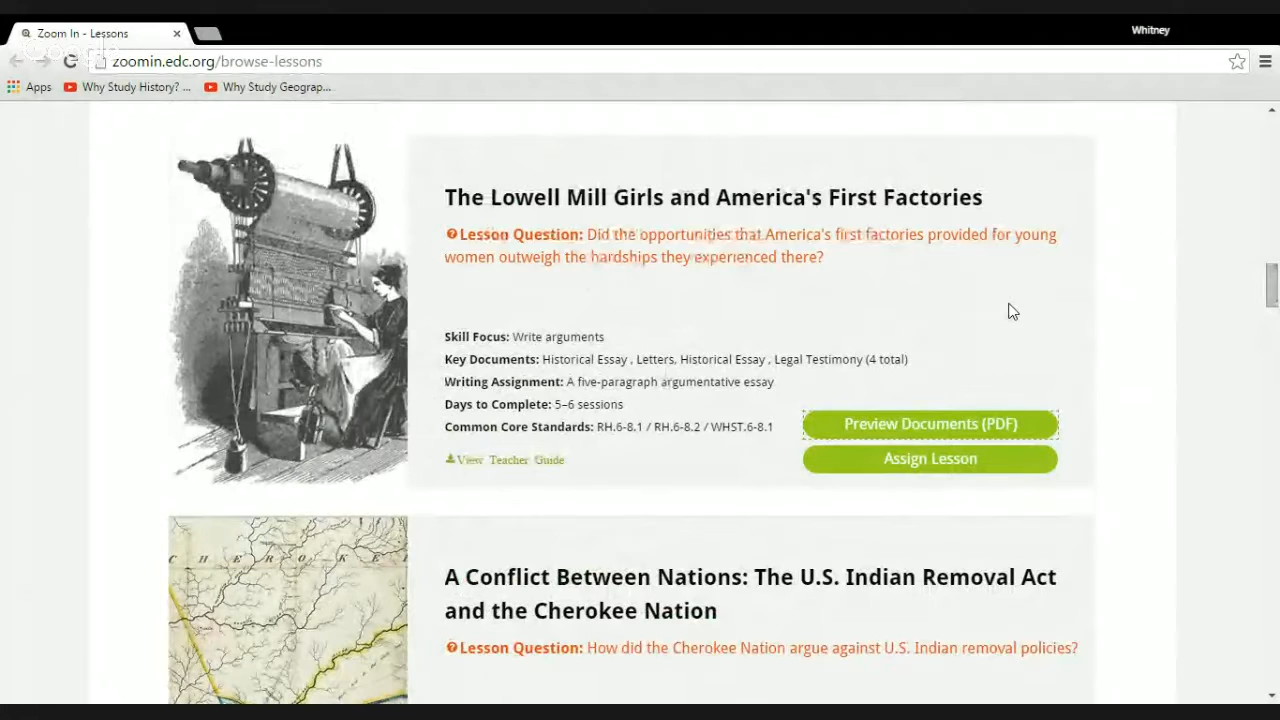 Zoom In - Lessons
Whitney
Google
zoomin.edc.org/browse-lessons
Apps
Why Study History? ...
Why Study Geograp...
The Lowell Mill Girls and America's First Factories
Lesson Question: Did the opportunities that America's first factories provided for young
women outweigh the hardships they experienced there?
Skill Focus: Write arguments
Key Documents: Historical Essay , Letters, Historical Essay , Legal Testimony (4 total)
Writing Assignment: A five-paragraph argumentative essay
Days to Complete: 5–6 sessions
Common Core Standards: RH.6-8.1 / RH.6-8.2 / WHST.6-8.1
Preview Documents (PDF)
View Teacher Guide
Assign Lesson
C H E R O K E
A Conflict Between Nations: The U.S. Indian Removal Act
and the Cherokee Nation
Lesson Question: How did the Cherokee Nation argue against U.S. Indian removal policies?